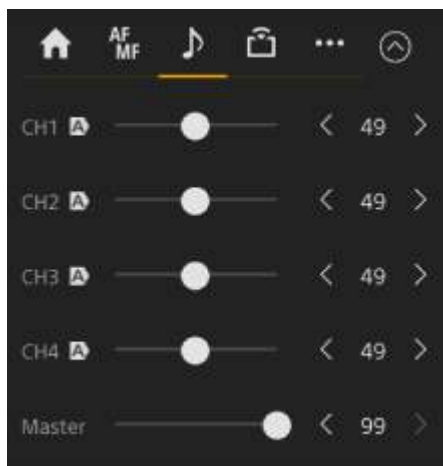 AF
MF
CH1 A 49
CH2 A 49
CH3 A 49
CH4 A 49
Master 99